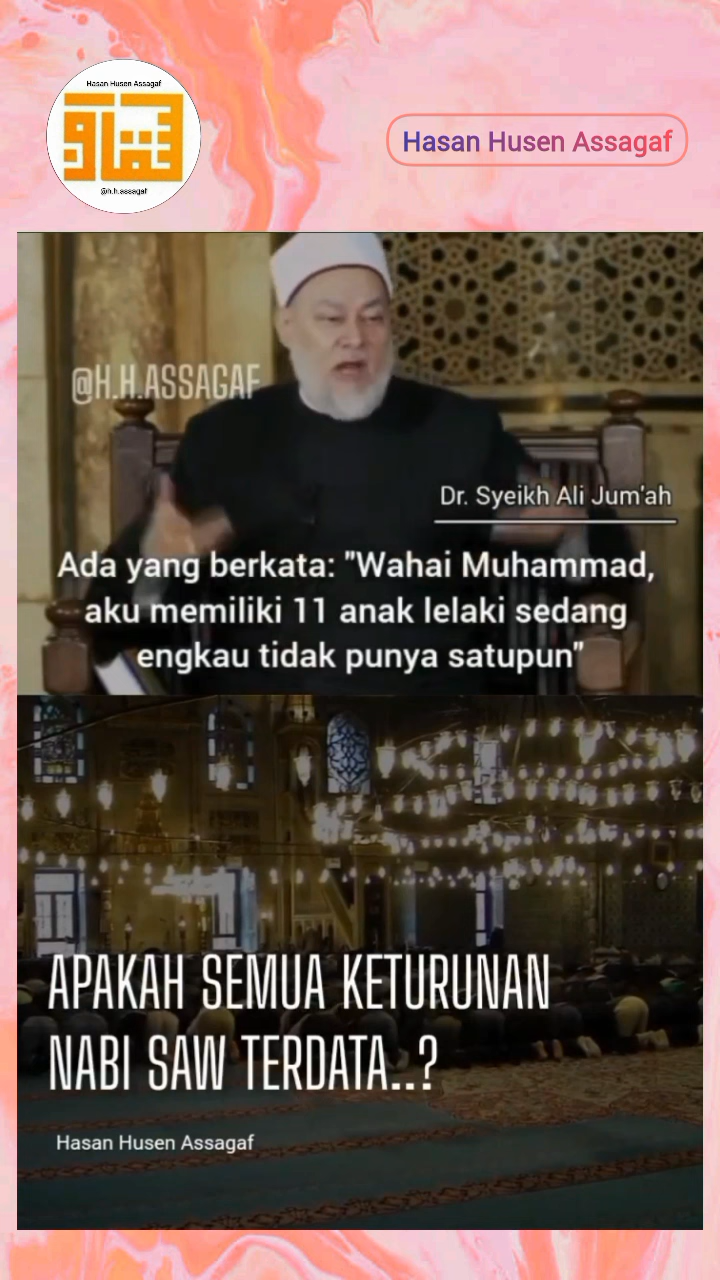 Hasan Husen Assagaf
@h.h.assagaf
Hasan Husen Assagaf
@H.H.ASSAGAF
Dr. Syeikh Ali Jum'ah
Ada yang berkata: "Wahai Muhammad,
aku memiliki 11 anak lelaki sedang
engkau tidak punya satupun"
APAKAH SEMUA KETURUNAN
NABI SAW TERDATA..?
Hasan Husen Assagaf